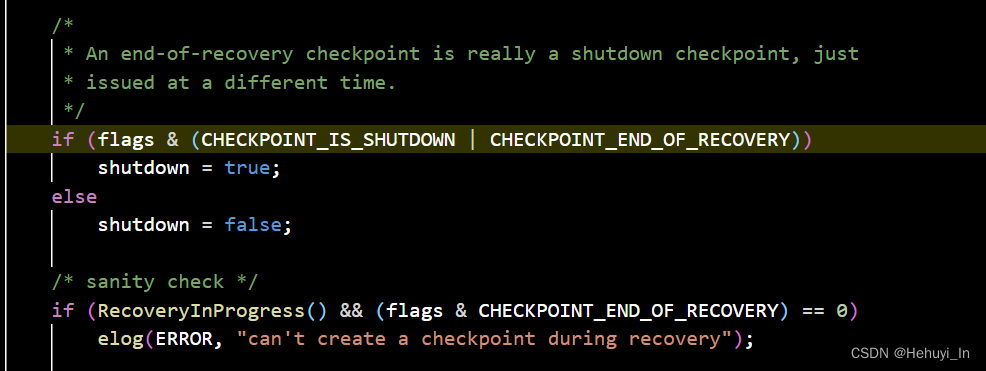 /*
* An end-of-recovery checkpoint is really a shutdown checkpoint, just
* issued at a different time.
*/
if (flags & (CHECKPOINT_IS_SHUTDOWN | CHECKPOINT_END_OF_RECOVERY))
shutdown = true;
else
shutdown = false;
/* sanity check */
if (RecoveryInProgress() && (flags & CHECKPOINT_END_OF_RECOVERY) == 0)
elog(ERROR, "can't create a checkpoint during recovery");
CSDN @Hehuyi_In